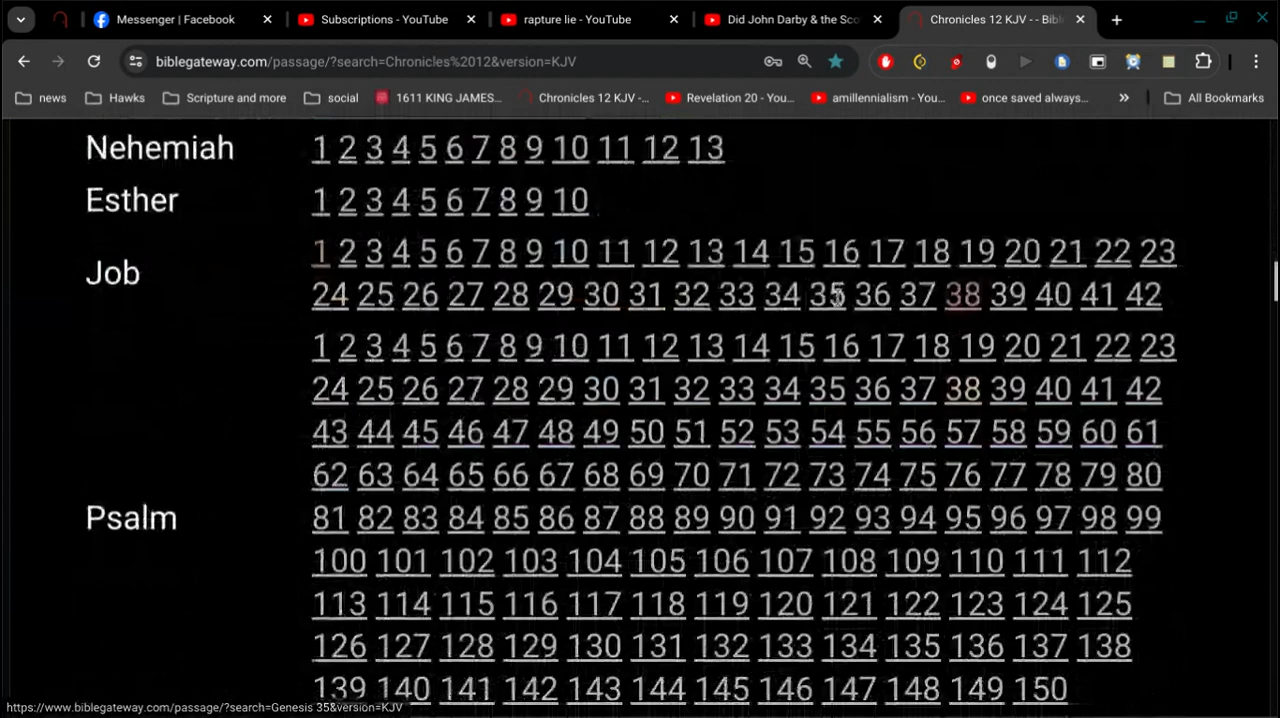 Messenger | Facebook
Subscriptions - YouTube
rapture lie - YouTube
Did John Darby & the Sco
Chronicles 12 KJV - - Bibl
biblegateway.com/passage/?search=Chronicles%2012&version=KJV
news
Hawks
Scripture and more
social
1611 KING JAMES...
Chronicles 12 KJV -...
Revelation 20 - You...
amillennialism - You...
once saved always...
All Bookmarks
Nehemiah 1 2 3 4 5 6 7 8 9 10 11 12 13
Esther 1 2 3 4 5 6 7 8 9 10
1 2 3 4 5 6 7 8 9 10 11 12 13 14 15 16 17 18 19 20 21 22 23
Job
24 25 26 27 28 29 30 31 32 33 34 35 36 37 38 39 40 41 42
1 2 3 4 5 6 7 8 9 10 11 12 13 14 15 16 17 18 19 20 21 22 23
24 25 26 27 28 29 30 31 32 33 34 35 36 37 38 39 40 41 42
43 44 45 46 47 48 49 50 51 52 53 54 55 56 57 58 59 60 61
62 63 64 65 66 67 68 69 70 71 72 73 74 75 76 77 78 79 80
Psalm 81 82 83 84 85 86 87 88 89 90 91 92 93 94 95 96 97 98 99
100 101 102 103 104 105 106 107 108 109 110 111 112
113 114 115 116 117 118 119 120 121 122 123 124 125
126 127 128 129 130 131 132 133 134 135 136 137 138
139 140 141 142 143 144 145 146 147 148 149 150
https://www.biblegateway.com/passage/?search=Genesis 35&version=KJV